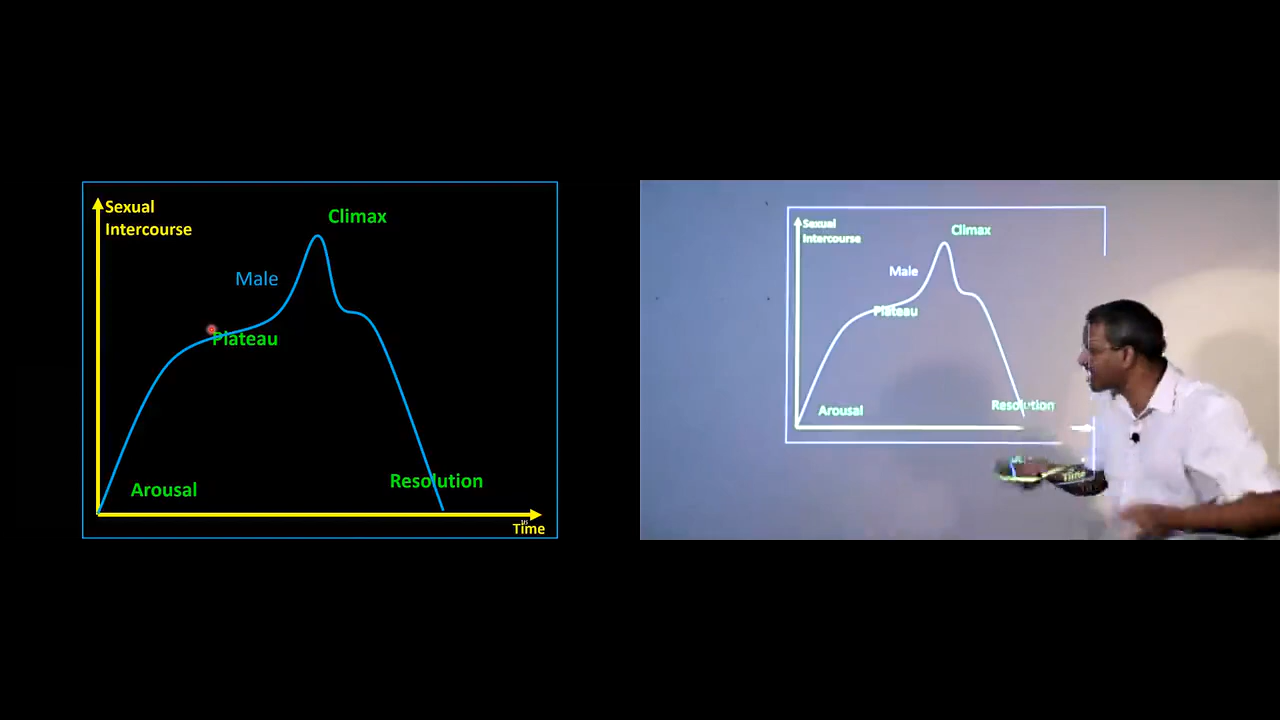 Sexual
Intercourse
Climax
Male
Plateau
Arousal
Resolution
Time
Sexual
Intercourse
Climax
Male
Plateau
Arousal
Resolution
Time